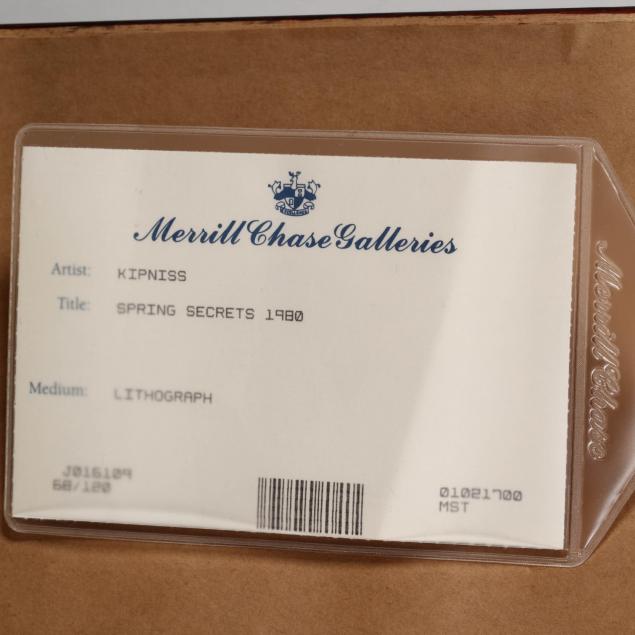 Merrill Chase Galleries
Artist: KIPNISS
Title: SPRING SECRETS 1980
Medium: LITHOGRAPH
J016109
68/120
01021700
MST
Merrill Chase